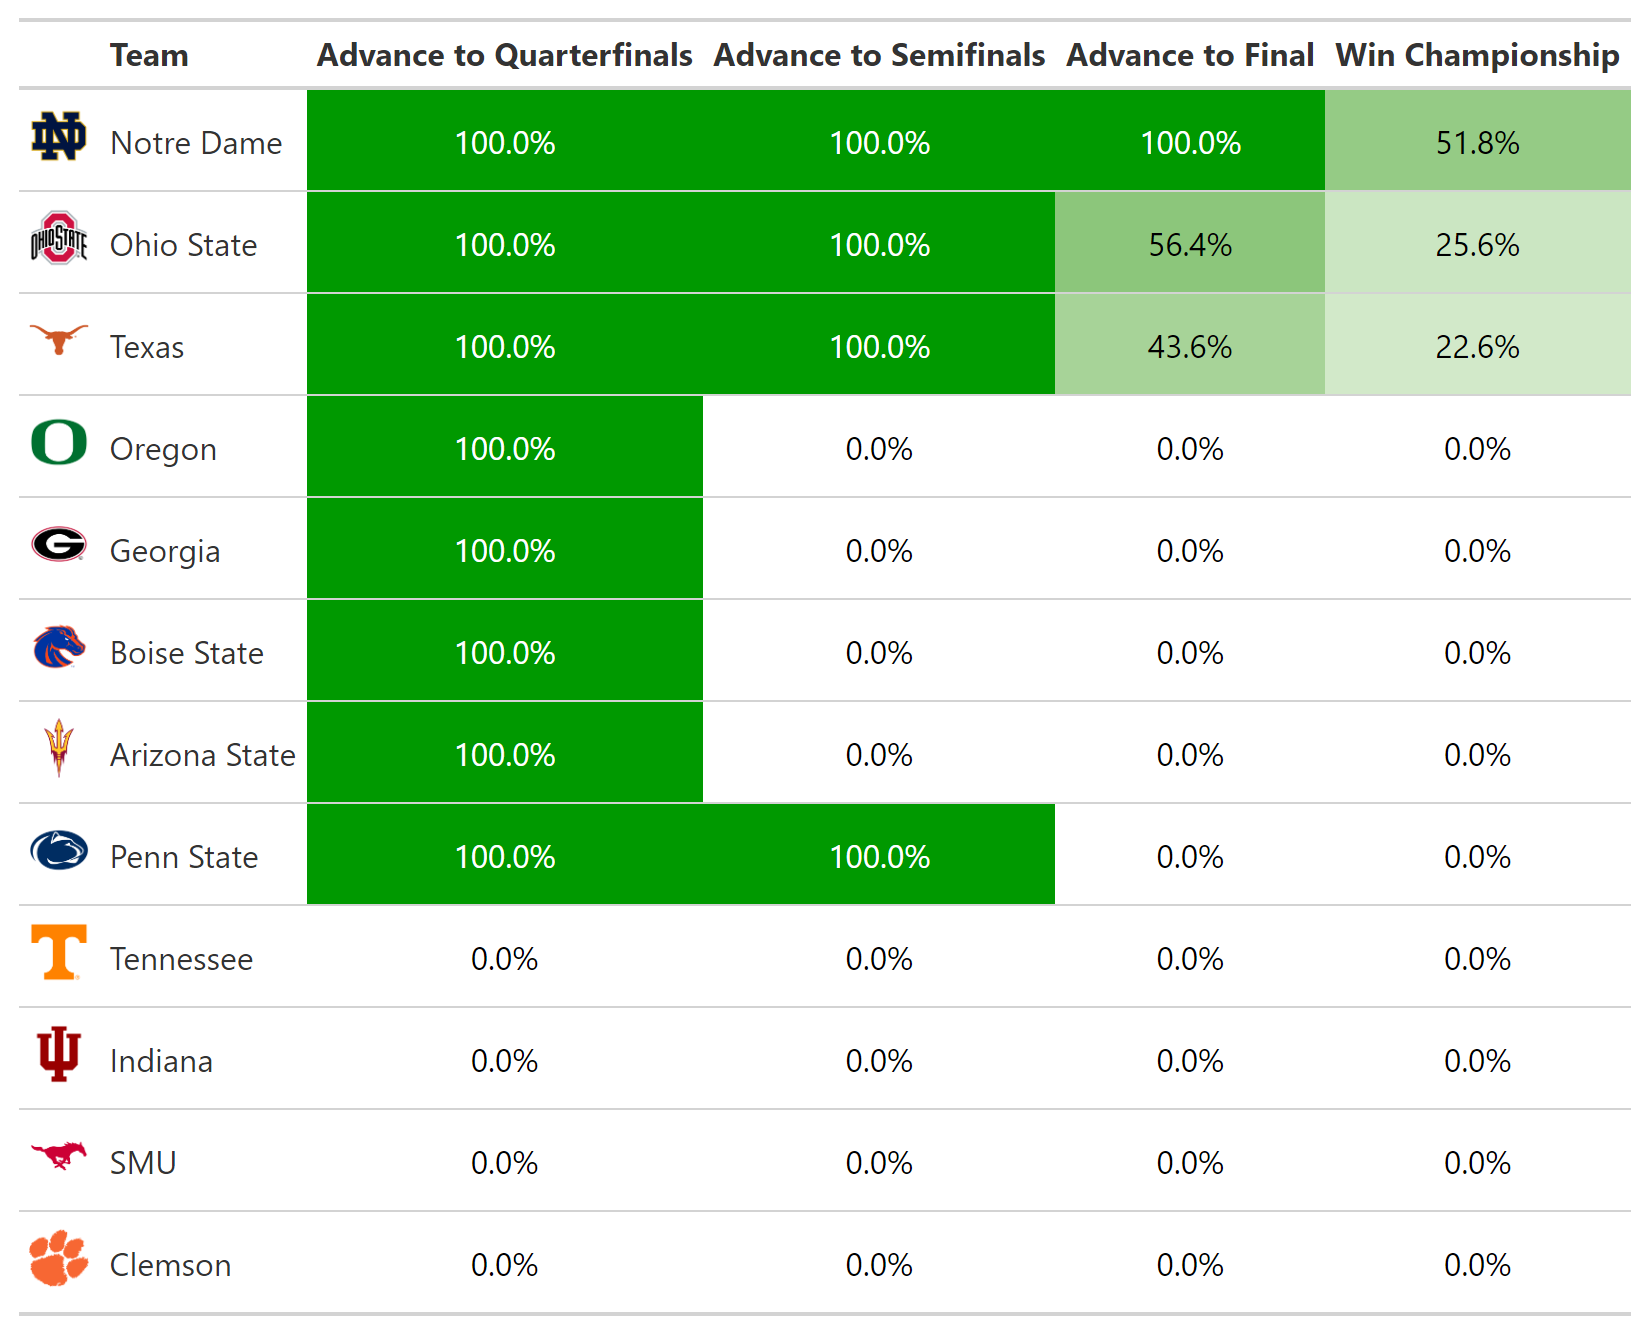 Team Advance to Quarterfinals Advance to Semifinals Advance to Final Win Championship
ND Notre Dame 100.0% 100.0% 100.0% 51.8%
OHIO STATE Ohio State 100.0% 100.0% 56.4% 25.6%
Texas 100.0% 100.0% 43.6% 22.6%
O Oregon 100.0% 0.0% 0.0% 0.0%
G Georgia 100.0% 0.0% 0.0% 0.0%
Boise State 100.0% 0.0% 0.0% 0.0%
Arizona State 100.0% 0.0% 0.0% 0.0%
Penn State 100.0% 100.0% 0.0% 0.0%
T Tennessee 0.0% 0.0% 0.0% 0.0%
Indiana 0.0% 0.0% 0.0% 0.0%
SMU 0.0% 0.0% 0.0% 0.0%
Clemson 0.0% 0.0% 0.0% 0.0%